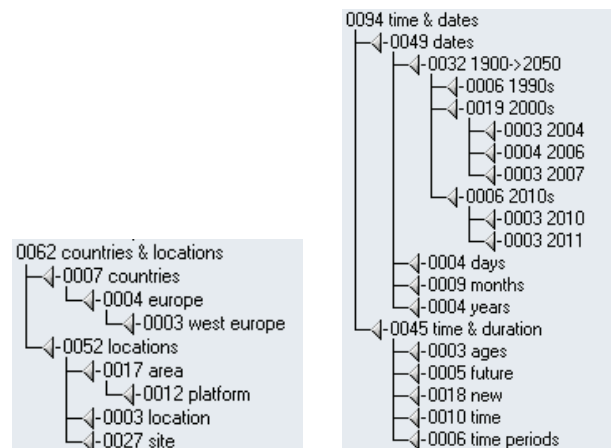 0062 countries & locations
0007 countries
0004 europe
0003 west europe
0052 locations
0017 area
0012 platform
0003 location
0027 site
0094 time & dates
0049 dates
0032 1900->2050
0006 1990s
0019 2000s
0003 2004
0004 2006
0003 2007
0006 2010s
0003 2010
0003 2011
0004 days
0009 months
0004 years
0045 time & duration
0003 ages
0005 future
0018 new
0010 time
0006 time periods